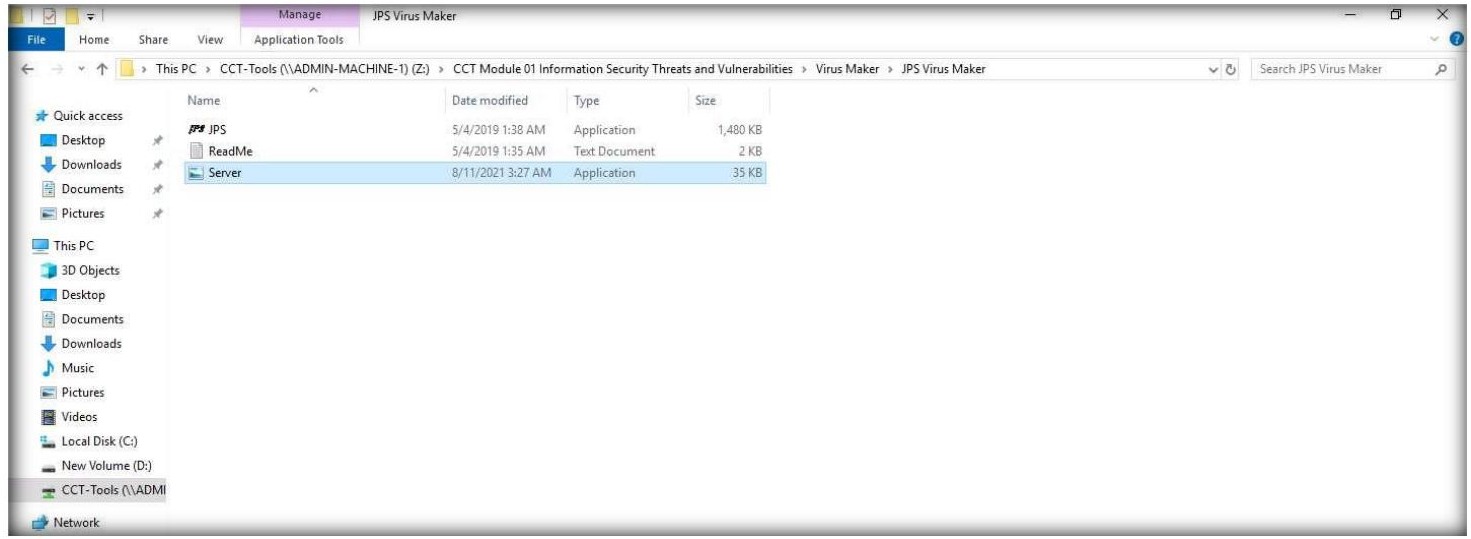 Manage JPS Virus Maker
File Home Share View Application Tools
This PC > CCT-Tools (\\ADMIN-MACHINE-1) (Z:) > CCT Module 01 Information Security Threats and Vulnerabilities > Virus Maker > JPS Virus Maker
Search JPS Virus Maker
Quick access
Desktop
Downloads
Documents
Pictures
This PC
3D Objects
Desktop
Documents
Downloads
Music
Pictures
Videos
Local Disk (C:)
New Volume (D:)
CCT-Tools (\\ADMI
Network
Name Date modified Type Size
JPS JPS 5/4/2019 1:38 AM Application 1,480 KB
ReadMe 5/4/2019 1:35 AM Text Document 2 KB
Server 8/11/2021 3:27 AM Application 35 KB